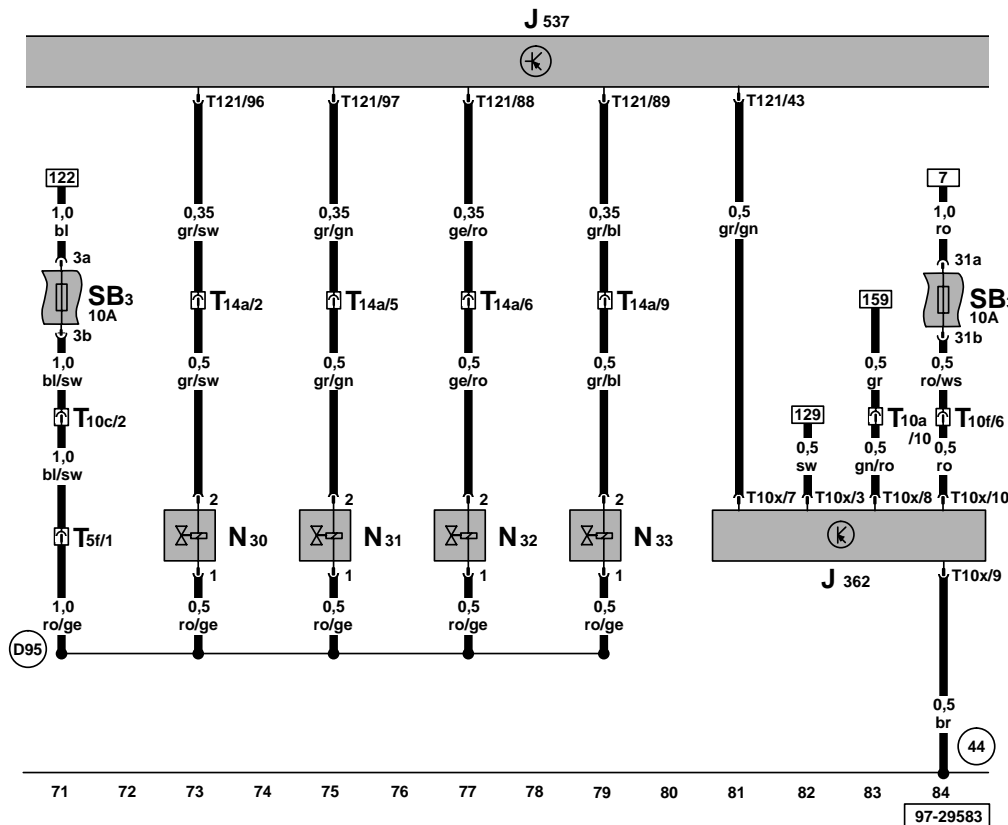 J 537
T121/96 T121/97 T121/88 T121/89 T121/43
122 7
1,0 0,35 0,35 0,35 0,35 0,5 1,0
bl gr/sw gr/gn ge/ro gr/bl gr/gn ro
3a 31a
SB3 T14a/2 T14a/5 T14a/6 T14a/9 159 SB
10A 10A
3b 31b
1,0 0,5 0,5 0,5 0,5 0,5 0,5
bl/sw gr/sw gr/gn ge/ro gr/bl gr ro/ws
T10c/2 129 T10a/10 T10f/6
1,0 0,5 0,5 0,5
bl/sw sw gn/ro ro
2 2 2 2 T10x/7 T10x/3 T10x/8 T10x/10
T5f/1 N30 N31 N32 N33
1 1 1 1 J 362 T10x/9
1,0 0,5 0,5 0,5 0,5
ro/ge ro/ge ro/ge ro/ge ro/ge
D95
0,5
br
44
71 72 73 74 75 76 77 78 79 80 81 82 83 84
97-29583